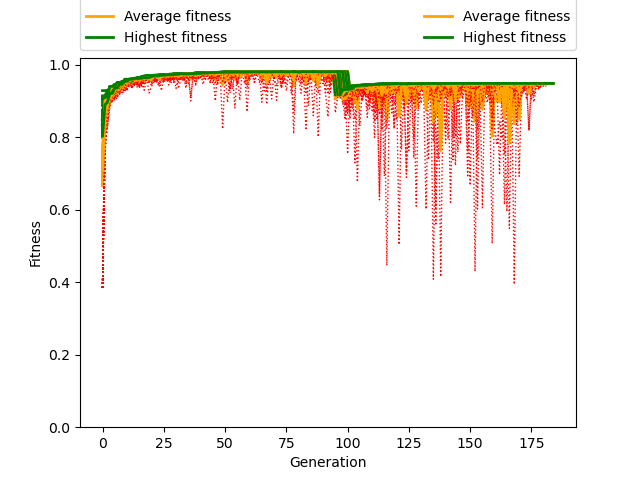 Average fitness Average fitness
Highest fitness Highest fitness
1.0
0.8
0.6
0.4
0.2
0.0
Fitness
0 25 50 75 100 125 150 175
Generation